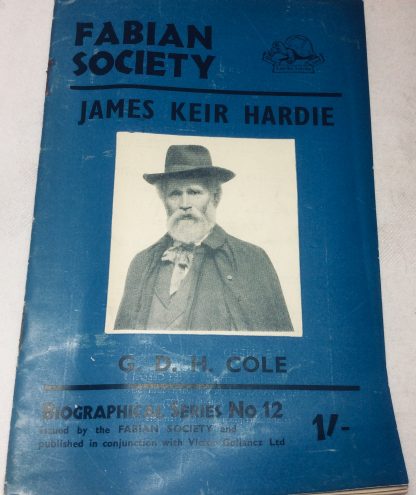 FABIAN
SOCIETY
JAMES KEIR HARDIE
G. D. H. COLE
BIOGRAPHICAL SERIES No 12
issued by the FABIAN SOCIETY and
published in conjunction with Victor Gollancz Ltd
1/-